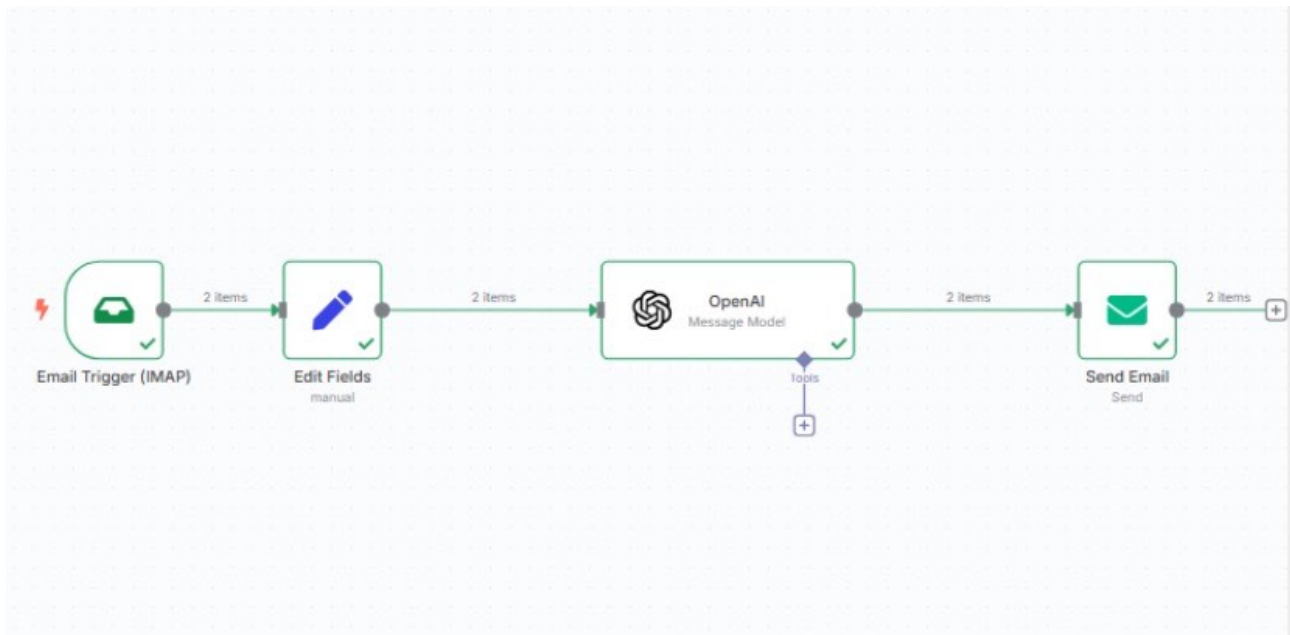 2 items
2 items
2 items
2 items
OpenAI
Message Model
Tools
Email Trigger (IMAP)
Edit Fields
manual
Send Email
Send